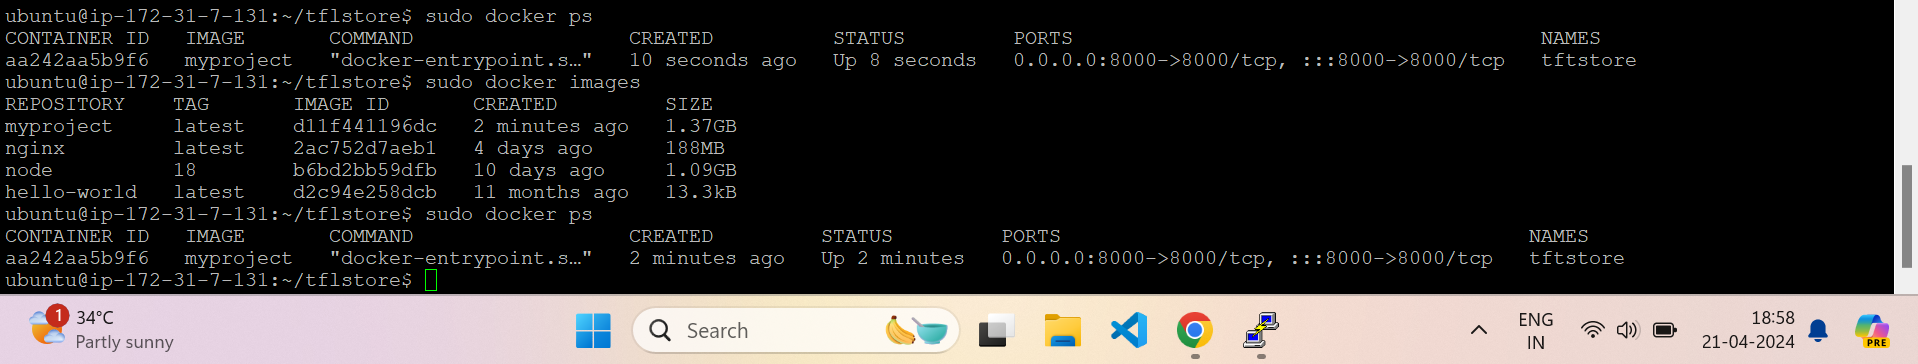 ubuntu@ip-172-31-7-131:~/tflstore$ sudo docker ps
CONTAINER ID   IMAGE       COMMAND                  CREATED          STATUS         PORTS                                       NAMES
aa242aa5b9f6   myproject   "docker-entrypoint.s…"   10 seconds ago   Up 8 seconds   0.0.0.0:8000->8000/tcp, :::8000->8000/tcp   tftstore
ubuntu@ip-172-31-7-131:~/tflstore$ sudo docker images
REPOSITORY    TAG       IMAGE ID       CREATED         SIZE
myproject     latest    d11f441196dc   2 minutes ago   1.37GB
nginx         latest    2ac752d7aeb1   4 days ago      188MB
node          18        b6bd2bb59dfb   10 days ago     1.09GB
hello-world   latest    d2c94e258dcb   11 months ago   13.3kB
ubuntu@ip-172-31-7-131:~/tflstore$ sudo docker ps
CONTAINER ID   IMAGE       COMMAND                  CREATED         STATUS         PORTS                                       NAMES
aa242aa5b9f6   myproject   "docker-entrypoint.s…"   2 minutes ago   Up 2 minutes   0.0.0.0:8000->8000/tcp, :::8000->8000/tcp   tftstore
ubuntu@ip-172-31-7-131:~/tflstore$
1
34°C
Partly sunny
Search
ENG
IN
18:58
21-04-2024
PRE